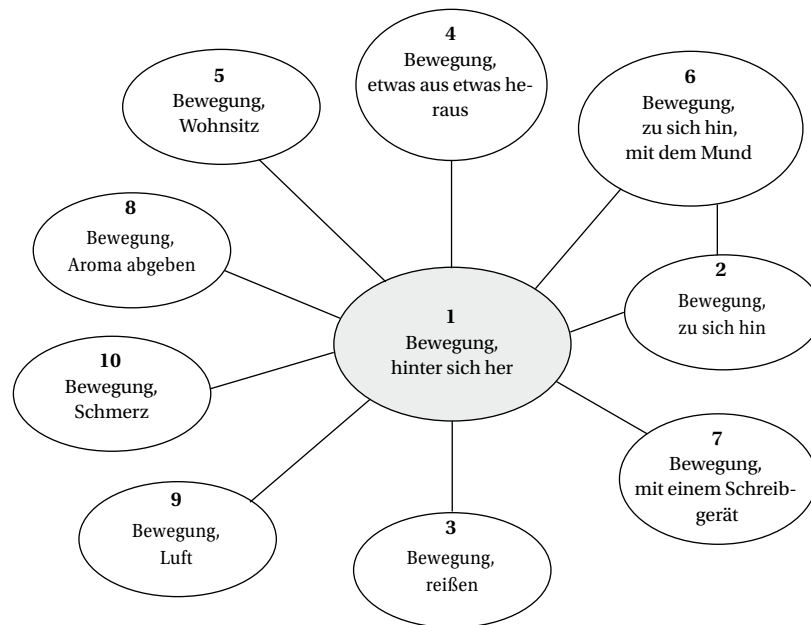 4
Bewegung,
etwas aus etwas he-
raus
5
Bewegung,
Wohnsitz
6
Bewegung,
zu sich hin,
mit dem Mund
8
Bewegung,
Aroma abgeben
2
Bewegung,
zu sich hin
1
Bewegung,
hinter sich her
10
Bewegung,
Schmerz
7
Bewegung,
mit einem Schreib-
gerät
9
Bewegung,
Luft
3
Bewegung,
reißen